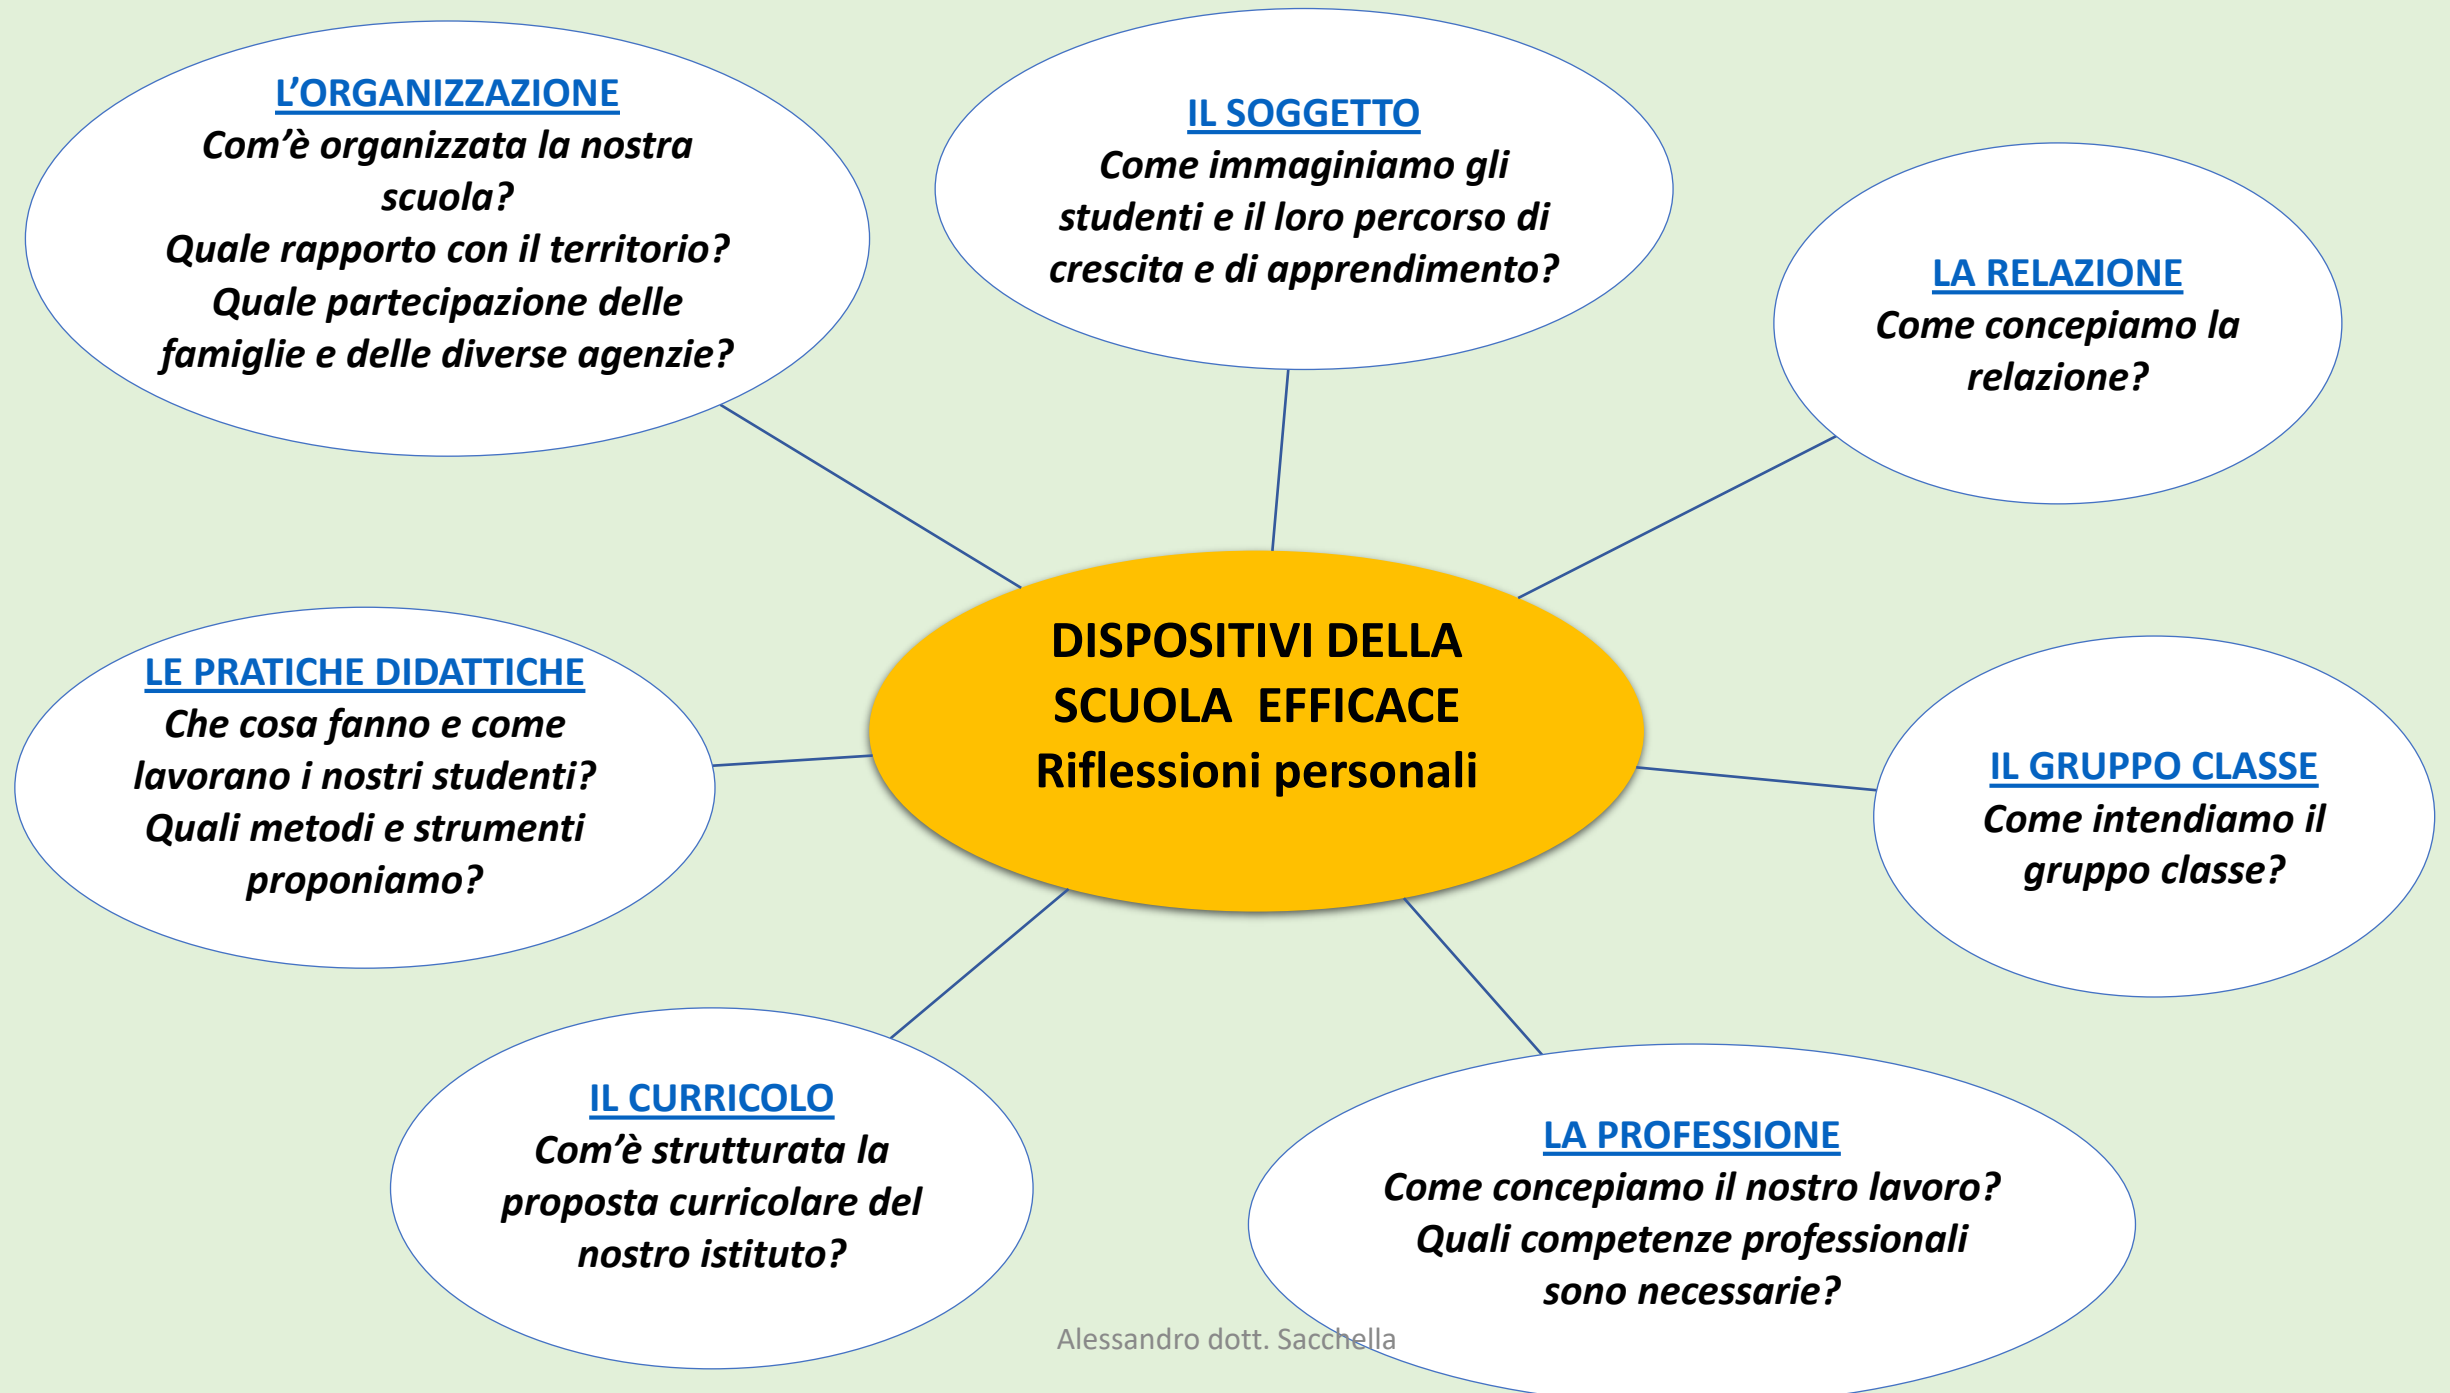 L’ORGANIZZAZIONE
Com’è organizzata la nostra
scuola?
Quale rapporto con il territorio?
Quale partecipazione delle
famiglie e delle diverse agenzie?
IL SOGGETTO
Come immaginiamo gli
studenti e il loro percorso di
crescita e di apprendimento?
LA RELAZIONE
Come concepiamo la
relazione?
DISPOSITIVI DELLA
SCUOLA  EFFICACE
Riflessioni personali
LE PRATICHE DIDATTICHE
Che cosa fanno e come
lavorano i nostri studenti?
Quali metodi e strumenti
proponiamo?
IL GRUPPO CLASSE
Come intendiamo il
gruppo classe?
IL CURRICOLO
Com’è strutturata la
proposta curricolare del
nostro istituto?
LA PROFESSIONE
Come concepiamo il nostro lavoro?
Quali competenze professionali
sono necessarie?
Alessandro dott. Sacchella